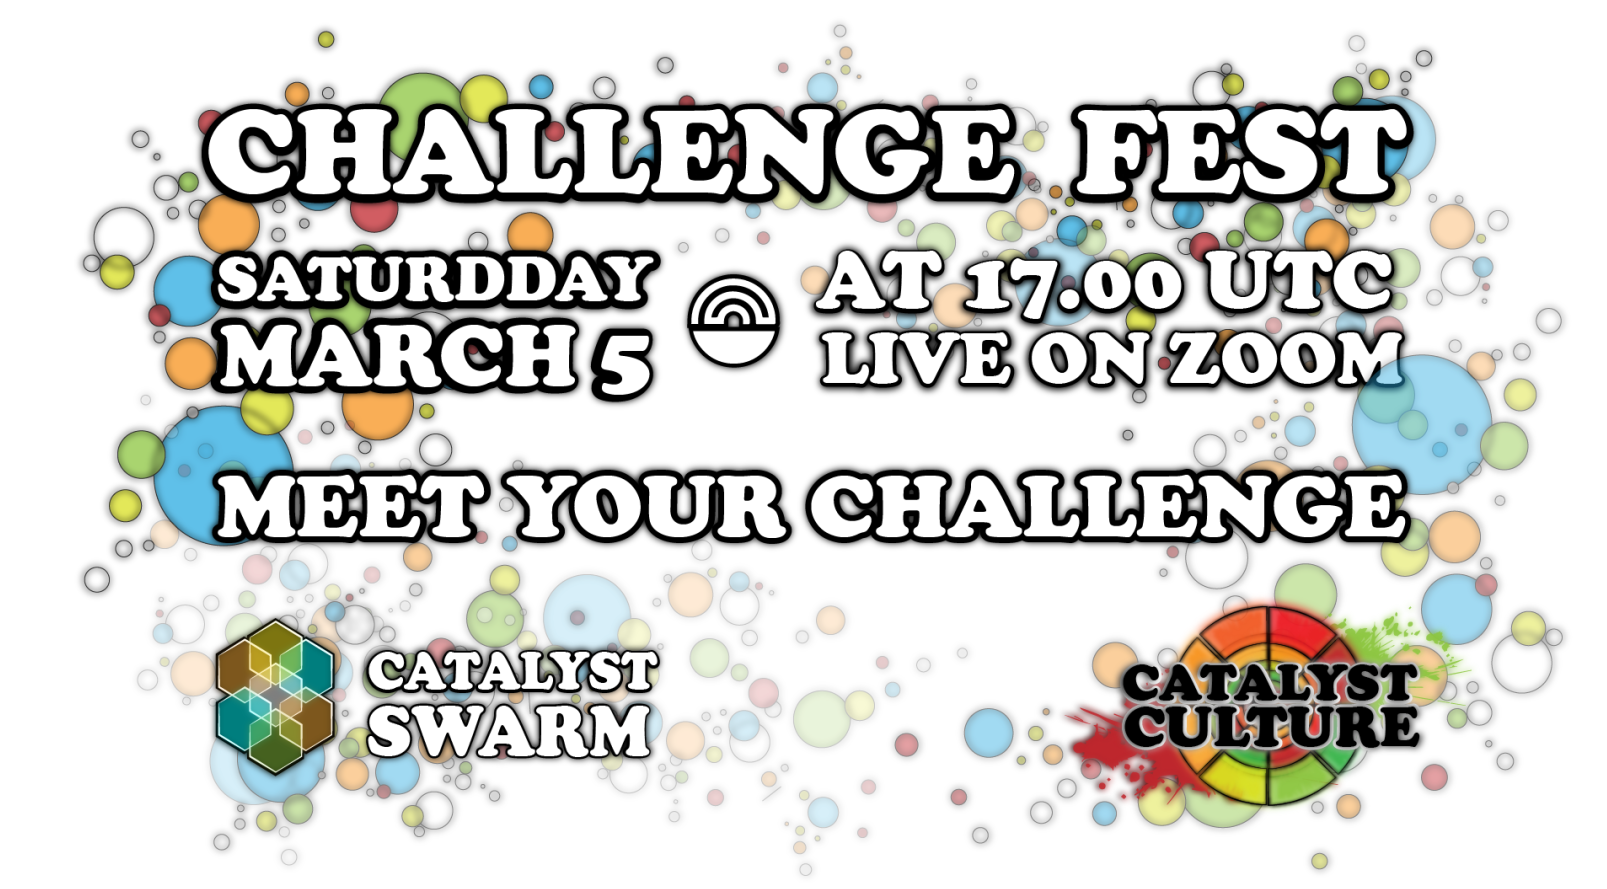 CHALLENGE FEST
SATURDDAY
MARCH 5
AT 17.00 UTC
LIVE ON ZOOM
MEET YOUR CHALLENGE
CATALYST
SWARM
CATALYST
CULTURE